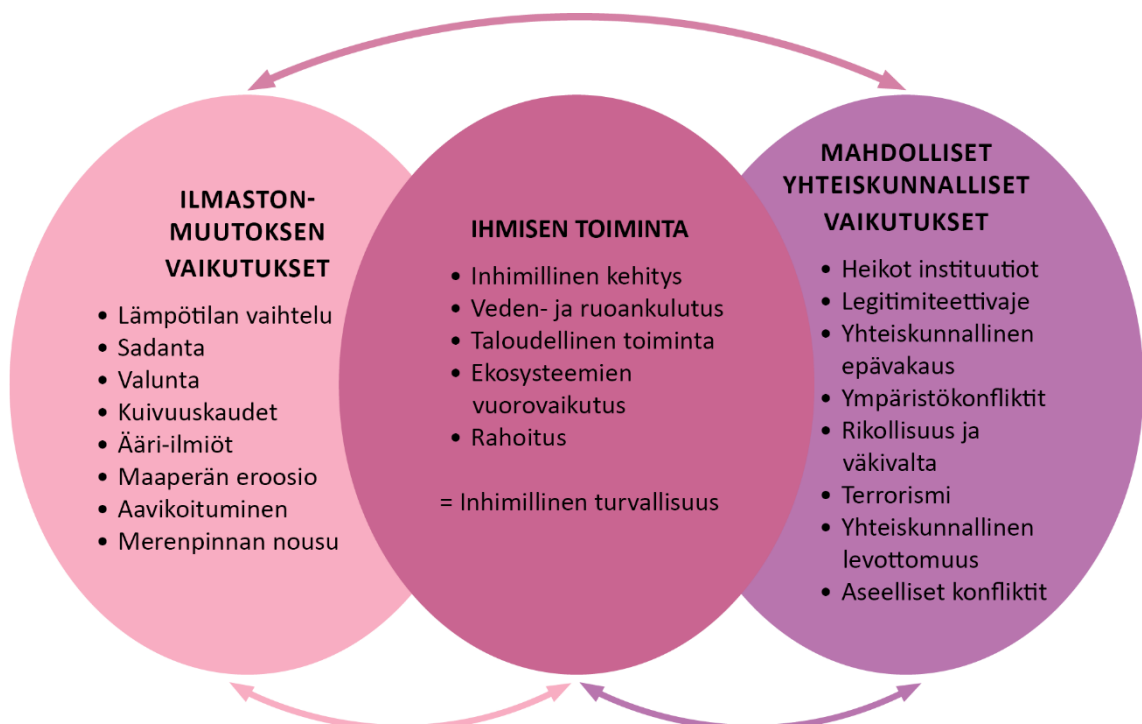 ILMASTON-
MUUTOKSEN
VAIKUTUKSET
• Lämpötilan vaihtelu
• Sadanta
• Valunta
• Kuivuuskaudet
• Ääri-ilmiöt
• Maaperän eroosio
• Aavikoituminen
• Merenpinnan nousu
IHMISEN TOIMINTA
• Inhimillinen kehitys
• Veden- ja ruoankulutus
• Taloudellinen toiminta
• Ekosysteemien
vuorovaikutus
• Rahoitus
= Inhimillinen turvallisuus
MAHDOLLISET
YHTEISKUNNALLISET
VAIKUTUKSET
• Heikot instituutiot
• Legitimiteettivaje
• Yhteiskunnallinen
epävakaus
• Ympäristökonfliktit
• Rikollisuus ja
väkivalta
• Terrorismi
• Yhteiskunnallinen
levottomuus
• Aseelliset konfliktit